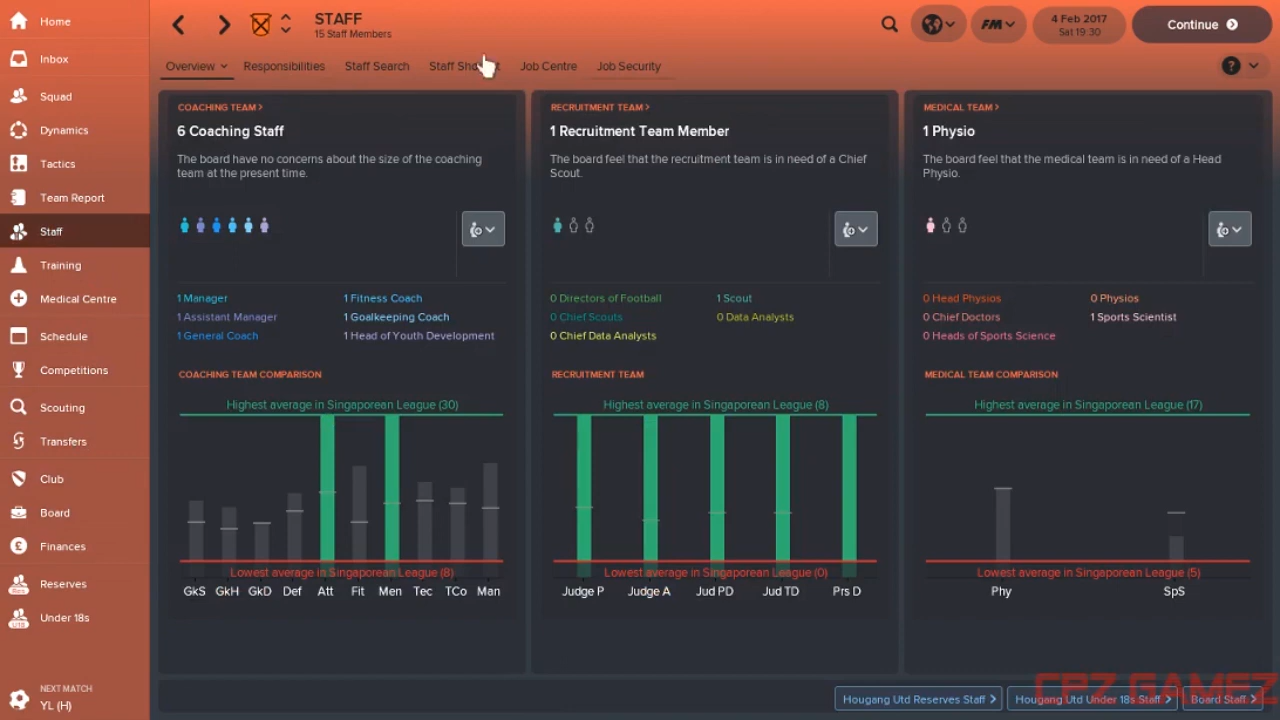 Home
Inbox
Squad
Dynamics
Tactics
Team Report
Staff
Training
Medical Centre
Schedule
Competitions
Scouting
Transfers
Club
Board
Finances
Reserves
Under 18s
NEXT MATCH
YL (H)
STAFF
15 Staff Members
FM
4 Feb 2017
Sat 19:30
Continue
Overview
Responsibilities
Staff Search
Staff
Job Centre
Job Security
COACHING TEAM >
6 Coaching Staff
The board have no concerns about the size of the coaching
team at the present time.
1 Manager
1 Fitness Coach
1 Assistant Manager
1 Goalkeeping Coach
1 General Coach
1 Head of Youth Development
COACHING TEAM COMPARISON
Highest average in Singaporean League (30)
Lowest average in Singaporean League (8)
GkS GkH GkD Def Att Fit Men Tec TCo Man
RECRUITMENT TEAM >
1 Recruitment Team Member
The board feel that the recruitment team is in need of a Chief
Scout.
0 Directors of Football
1 Scout
0 Chief Scouts
0 Data Analysts
0 Chief Data Analysts
RECRUITMENT TEAM
Highest average in Singaporean League (8)
Lowest average in Singaporean League (0)
Judge P Judge A Jud PD Jud TD Prs D
MEDICAL TEAM >
1 Physio
The board feel that the medical team is in need of a Head
Physio.
0 Head Physios
0 Physios
0 Chief Doctors
1 Sports Scientist
0 Heads of Sports Science
MEDICAL TEAM COMPARISON
Highest average in Singaporean League (17)
Lowest average in Singaporean League (5)
Phy SpS
Hougang Utd Reserves Staff >
Hougang Utd Under 18s Staff >
Board Staff >
CPZ GAMEZ